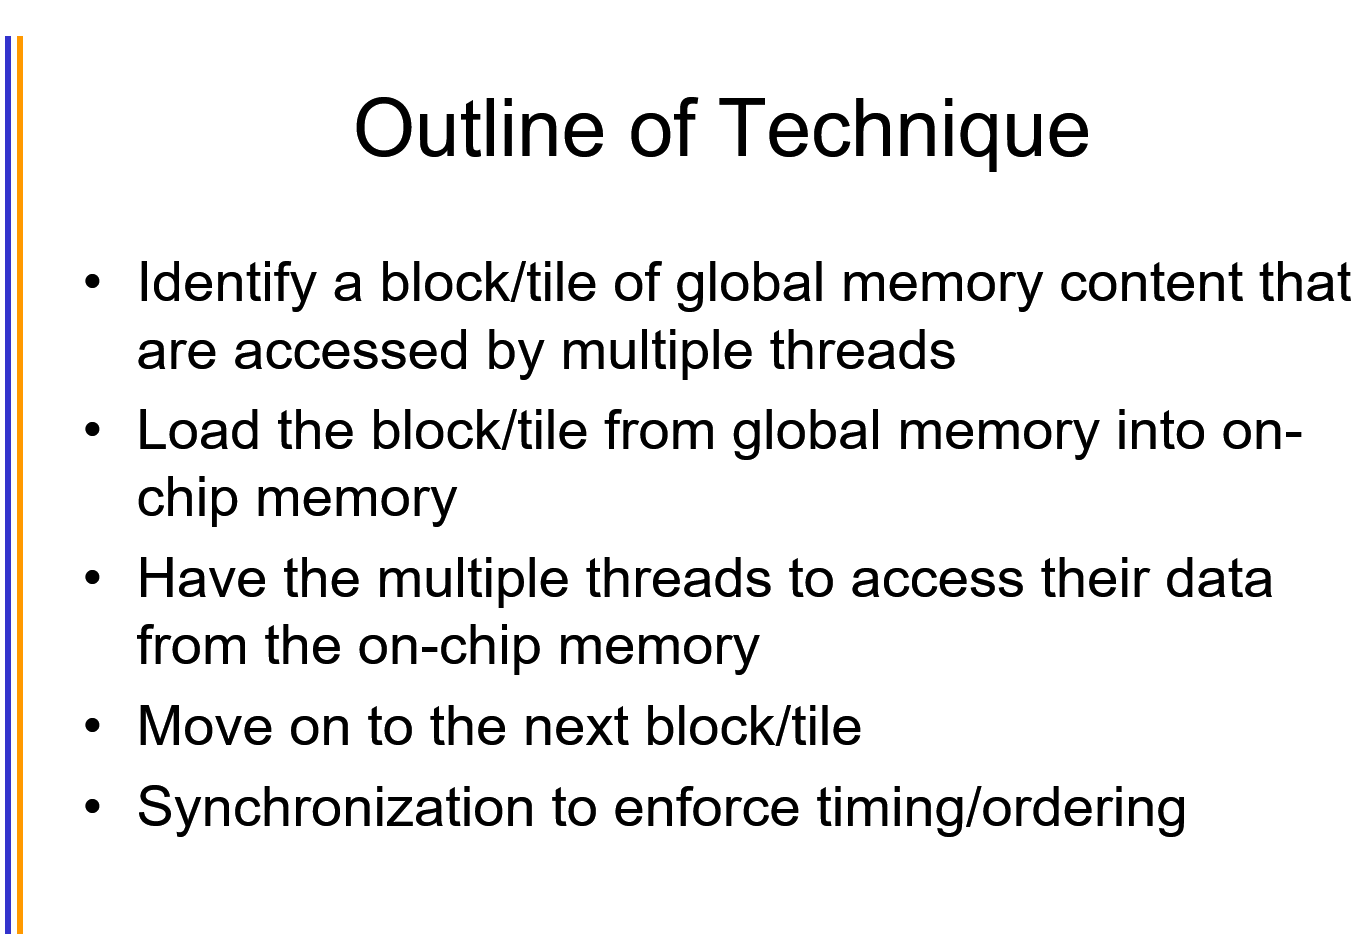 Outline of Technique
• Identify a block/tile of global memory content that
are accessed by multiple threads
• Load the block/tile from global memory into on-
chip memory
• Have the multiple threads to access their data
from the on-chip memory
• Move on to the next block/tile
• Synchronization to enforce timing/ordering